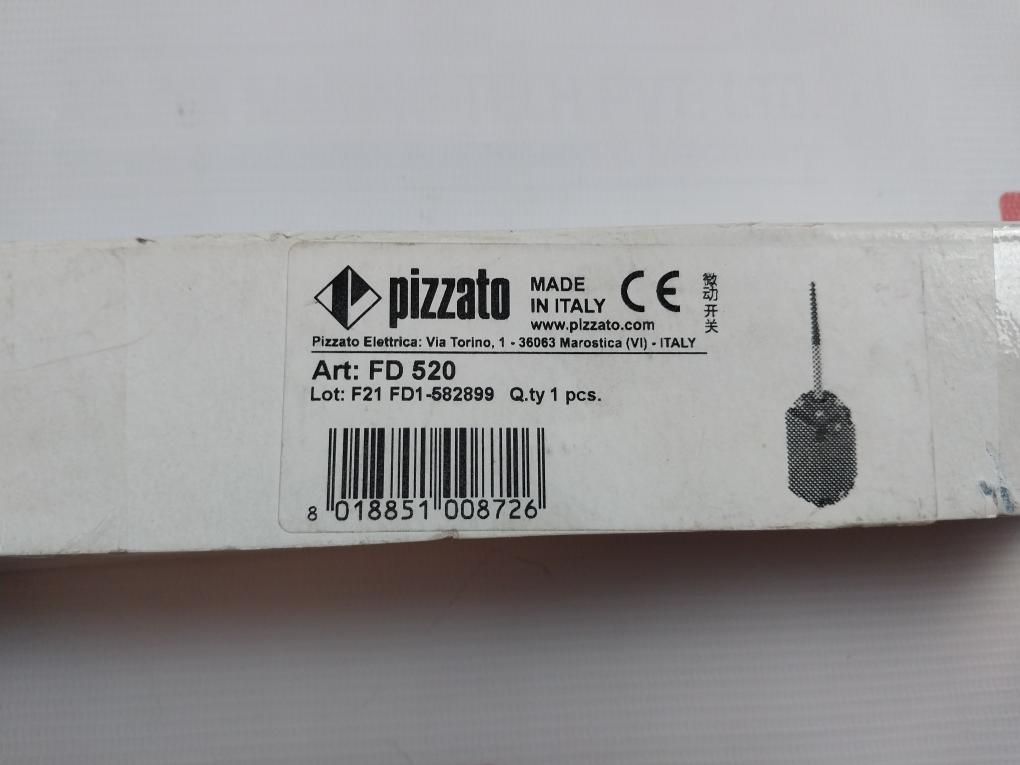 pizzato
MADE
IN ITALY
CE
www.pizzato.com
微动开关
Pizzato Elettrica: Via Torino, 1 - 36063 Marostica (VI) - ITALY
Art: FD 520
Lot: F21 FD1-582899 Q.ty 1 pcs.
8 018851 008726